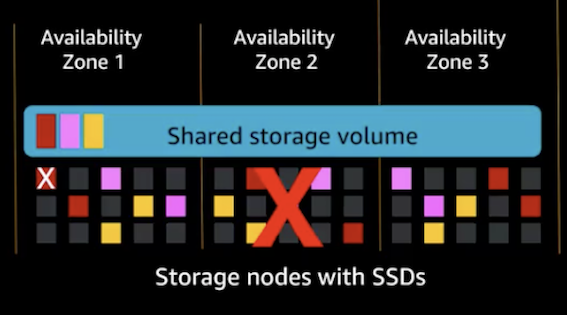 Availability
Zone 1
Availability
Zone 2
Availability
Zone 3
Shared storage volume
X
X
Storage nodes with SSDs